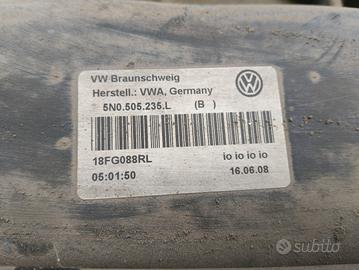 VW Braunschweig
Herstell.: VWA, Germany
5N0.505.235.L (B )
18FG088RL io io io io
05:01:50 16.06.08
subito